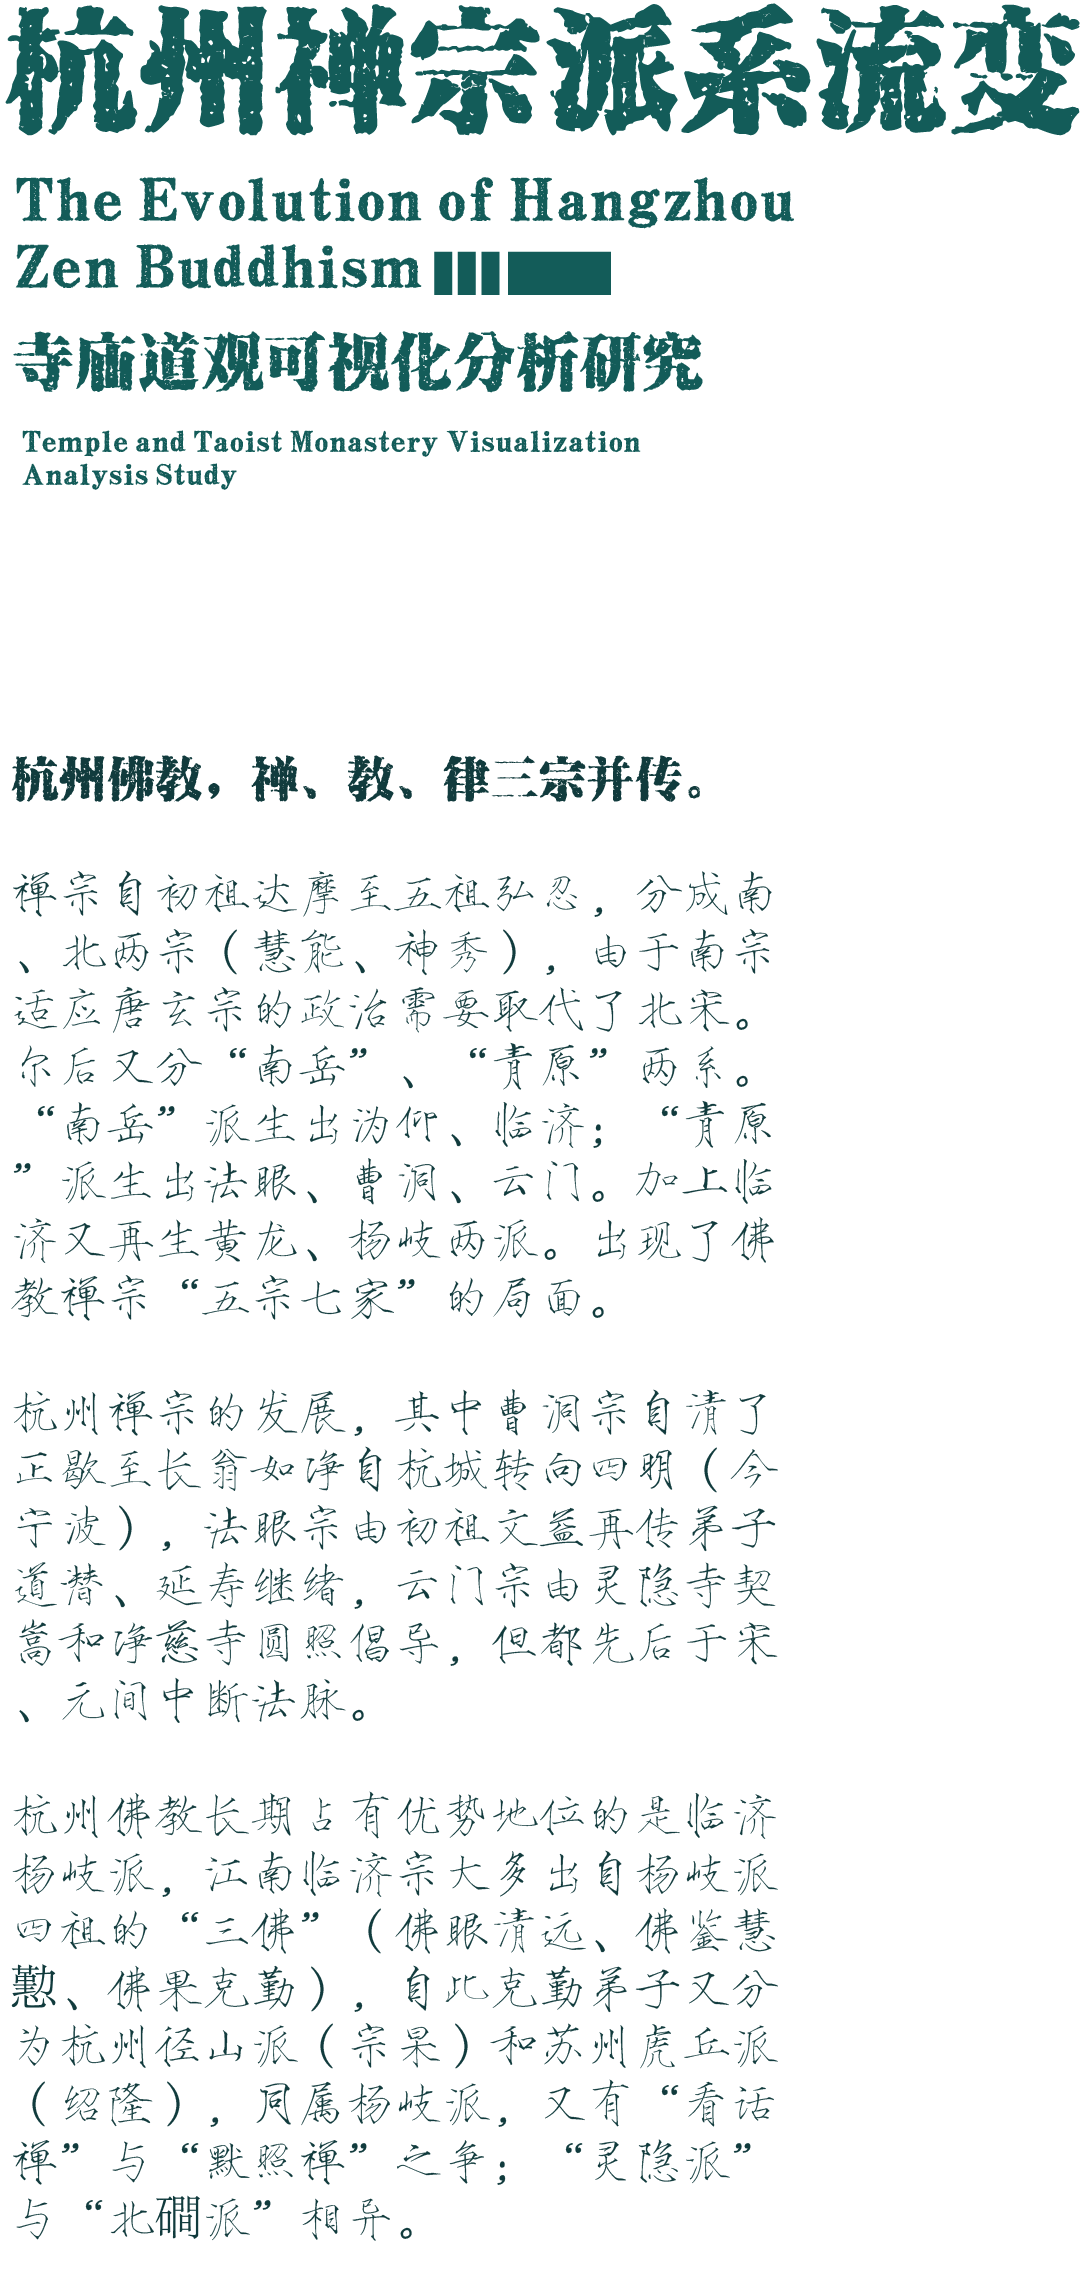 杭州禅宗派系流变
The Evolution of Hangzhou
Zen Buddhism
寺庙道观可视化分析研究
Temple and Taoist Monastery Visualization
Analysis Study
杭州佛教，禅、教、律三宗并传。
禅宗自初祖达摩至五祖弘忍，分成南
、北两宗（慧能、神秀），由于南宗
适应唐玄宗的政治需要取代了北宋。
尔后又分“南岳”、“青原”两系。
“南岳”派生出沩仰、临济；“青原
”派生出法眼、曹洞、云门。加上临
济又再生黄龙、杨岐两派。出现了佛
教禅宗“五宗七家”的局面。
杭州禅宗的发展，其中曹洞宗自清了
正歇至长翁如净自杭城转向四明（今
宁波），法眼宗由初祖文益再传弟子
道潜、延寿继绪，云门宗由灵隐寺契
嵩和净慈寺圆照倡导，但都先后于宋
、元间中断法脉。
杭州佛教长期占有优势地位的是临济
杨岐派，江南临济宗大多出自杨岐派
四祖的“三佛”（佛眼清远、佛鉴慧
懃、佛果克勤），自此克勤弟子又分
为杭州径山派（宗杲）和苏州虎丘派
（绍隆），同属杨岐派，又有“看话
禅”与“默照禅”之争；“灵隐派”
与“北磵派”相异。